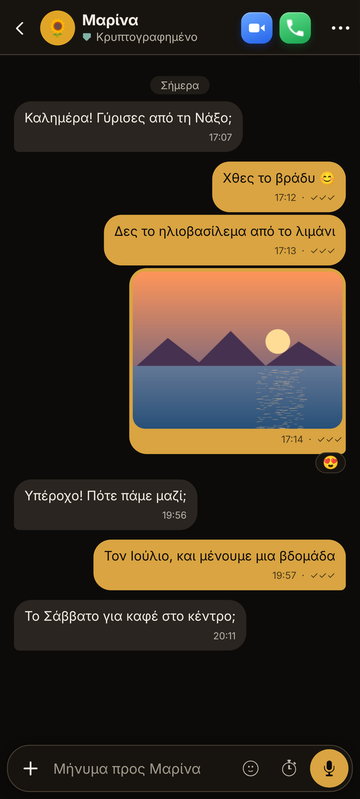 Μαρίνα
Κρυπτογραφημένο
Σήμερα
Καλημέρα! Γύρισες από τη Νάξο;
17:07
Χθες το βράδυ 😊
17:12 · ✓✓✓
Δες το ηλιοβασίλεμα από το λιμάνι
17:13 · ✓✓✓
17:14 · ✓✓✓
😍
Υπέροχο! Πότε πάμε μαζί;
19:56
Τον Ιούλιο, και μένουμε μια βδομάδα
19:57 · ✓✓✓
Το Σάββατο για καφέ στο κέντρο;
20:11
Μήνυμα προς Μαρίνα